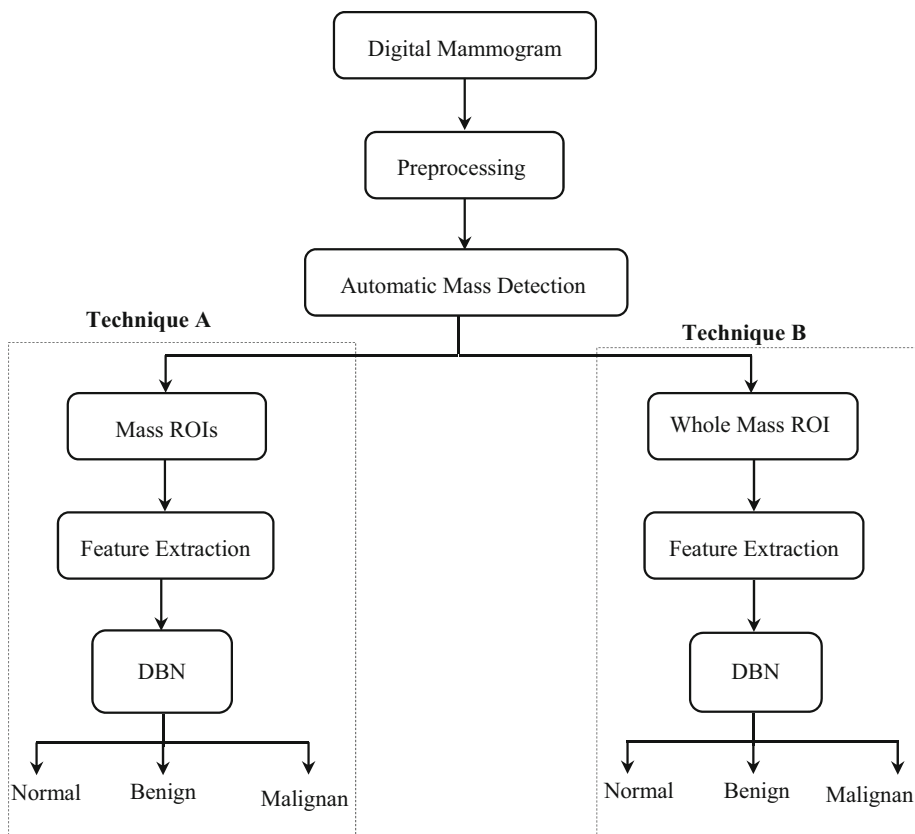 Digital Mammogram
Preprocessing
Automatic Mass Detection
Technique A
Mass ROIs
Feature Extraction
DBN
Normal
Benign
Malignan
Technique B
Whole Mass ROI
Feature Extraction
DBN
Normal
Benign
Malignan